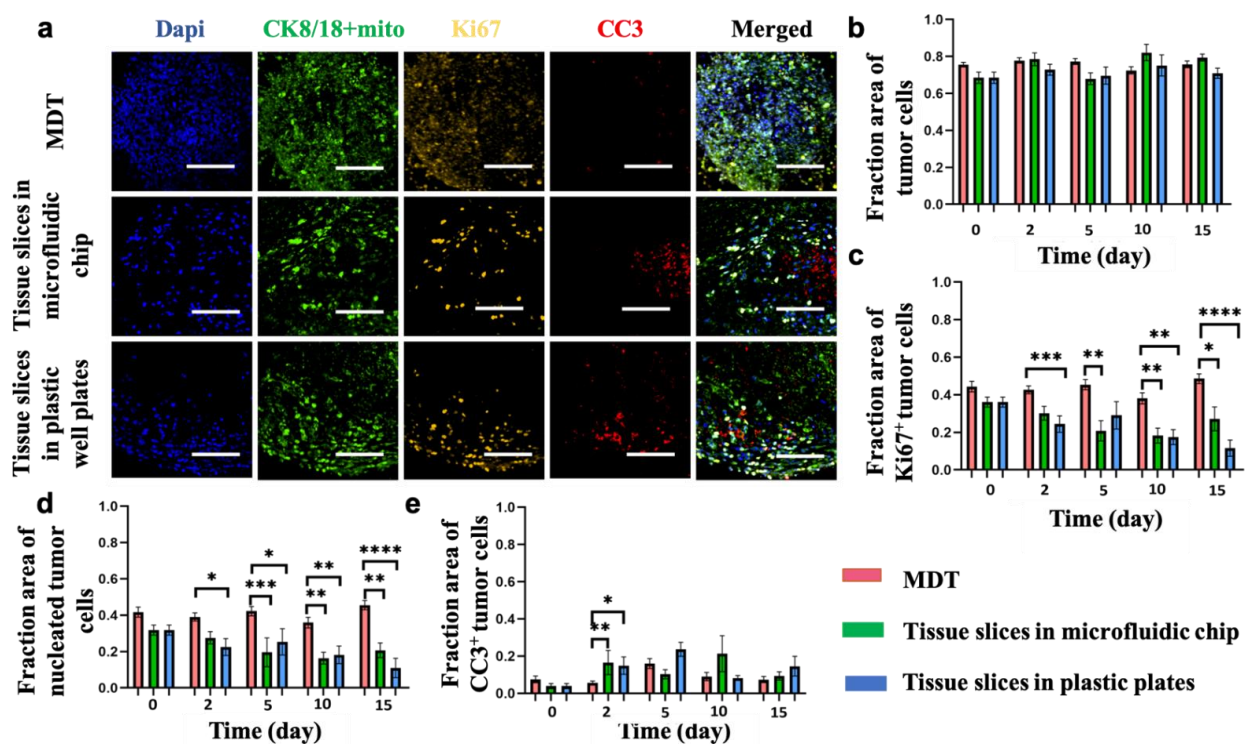 a
Dapi CK8/18+mito Ki67 CC3 Merged
MDT
Tissue slices in
microfluidic
chip
Tissue slices
in plastic
well plates
b
Fraction area of
tumor cells
1.0
0.8
0.6
0.4
0.2
0.0
0 2 5 10 15
Time (day)
c
Fraction area of
Ki67⁺tumor cells
1.0
0.8
0.6
0.4
0.2
0.0
*** ** ** ** **** *
0 2 5 10 15
Time (day)
d
Fraction area of
nucleated tumor
cells
1.0
0.8
0.6
0.4
0.2
0.0
* *** * ** ** **** **
0 2 5 10 15
Time (day)
e
Fraction area of
CC3⁺tumor cells
1.0
0.8
0.6
0.4
0.2
0.0
** *
0 2 5 10 15
Time (day)
MDT
Tissue slices in microfluidic chip
Tissue slices in plastic plates